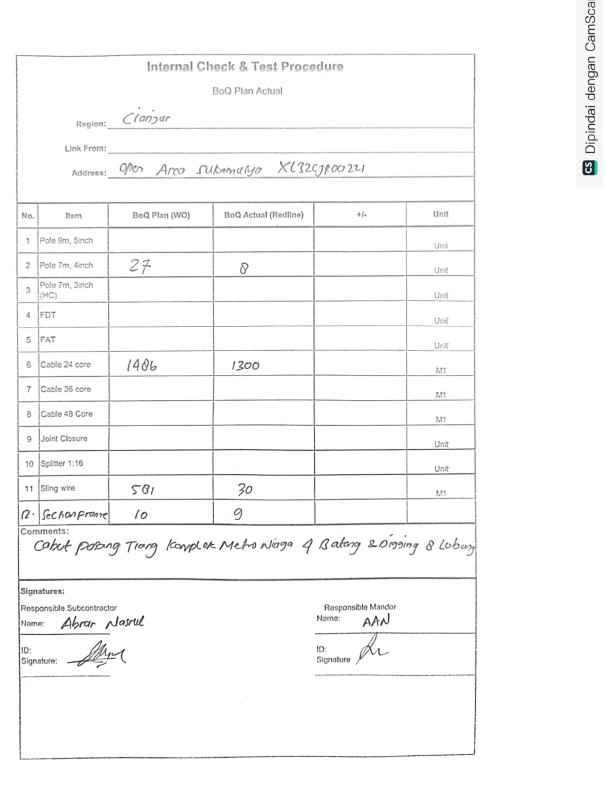 Internal Check & Test Procedure
BoQ Plan Actual
Region: Cianjur
Link From:
Address: Open Area Sukamulya XL32CJP00221
No. Item BoQ Plan (WO) BoQ Actual (Redline) +/- Unit
1 Pole 9m, 5inch Unit
2 Pole 7m, 4inch 27 8 Unit
3 Pole 7m, 3inch (HC) Unit
4 FDT Unit
5 FAT Unit
6 Cable 24 core 1486 1300 M1
7 Cable 36 core M1
8 Cable 48 Core M1
9 Joint Closure Unit
10 Splitter 1:16 Unit
11 Sling wire 581 30 M1
12. 10 9
Comments:
Cabut Pasang Tiang Komplek Metro Niaga 4 Batang & Digging 8 Lobang
Signatures:
Responsible Subcontractor Responsible Mandor
Name: Abrar Nasrul Name: AAN
ID: ID:
Signature: Signature
CS Dipindai dengan CamSca